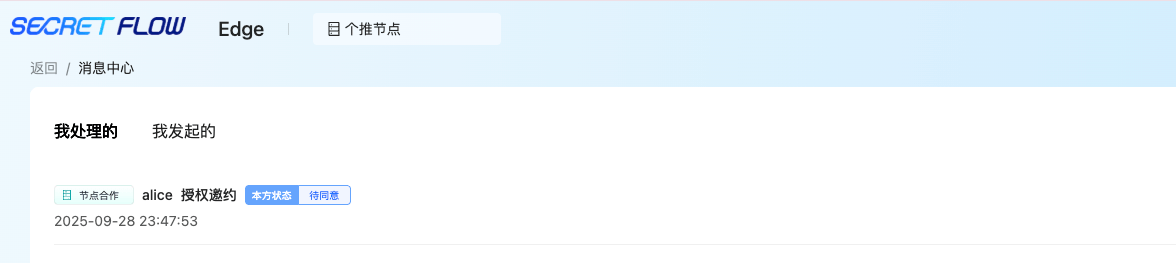 SECRET FLOW Edge 个推节点
返回 / 消息中心
我处理的 我发起的
节点合作 alice 授权邀约 本方状态 待同意
2025-09-28 23:47:53